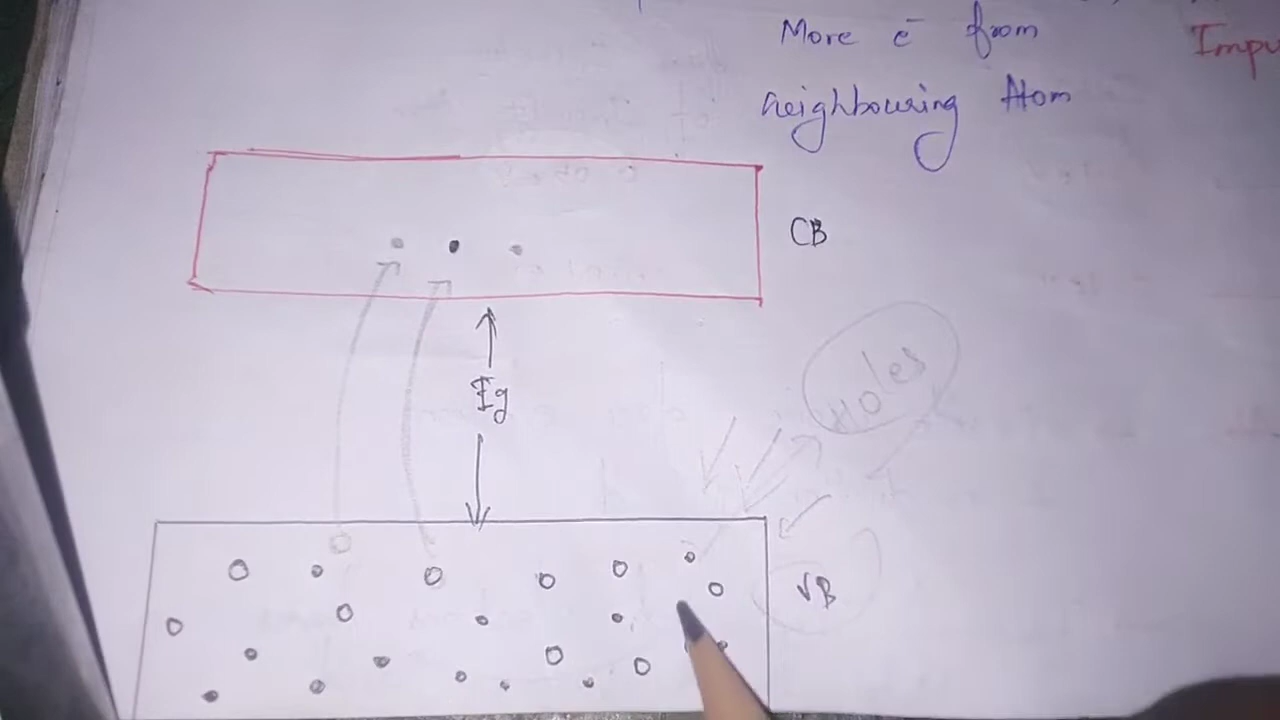 More e⁻ from
Impu
neighbouring Atom
CB
Eg
Holes
VB